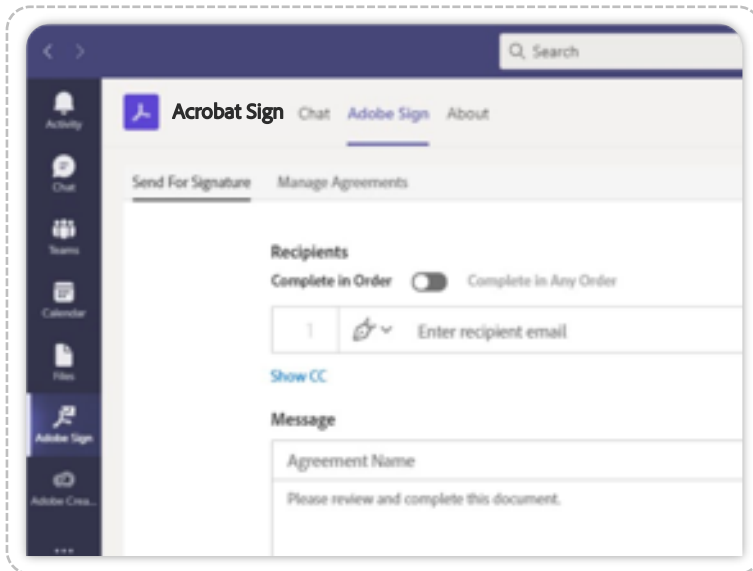 Search
Activity
Chat
Teams
Calendar
Files
Adobe Sign
Adobe Crea...
Acrobat Sign Chat Adobe Sign About
Send For Signature Manage Agreements
Recipients
Complete in Order Complete in Any Order
1 Enter recipient email
Show CC
Message
Agreement Name
Please review and complete this document.